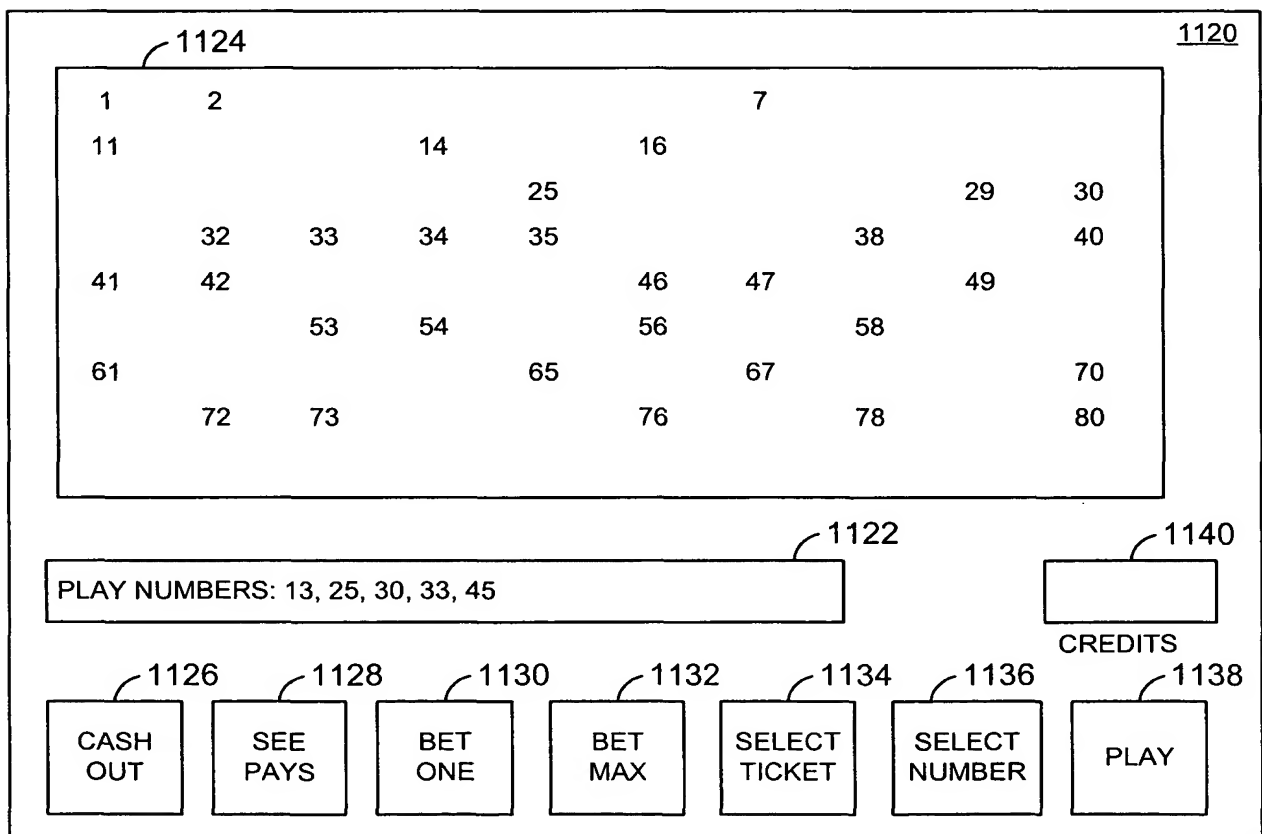 1120
1124
1 2 7
11 14 16
25 29 30
32 33 34 35 38 40
41 42 46 47 49
53 54 56 58
61 65 67 70
72 73 76 78 80
1122 1140
PLAY NUMBERS: 13, 25, 30, 33, 45
CREDITS
1126 1128 1130 1132 1134 1136 1138
CASH SEE BET BET SELECT SELECT PLAY
OUT PAYS ONE MAX TICKET NUMBER